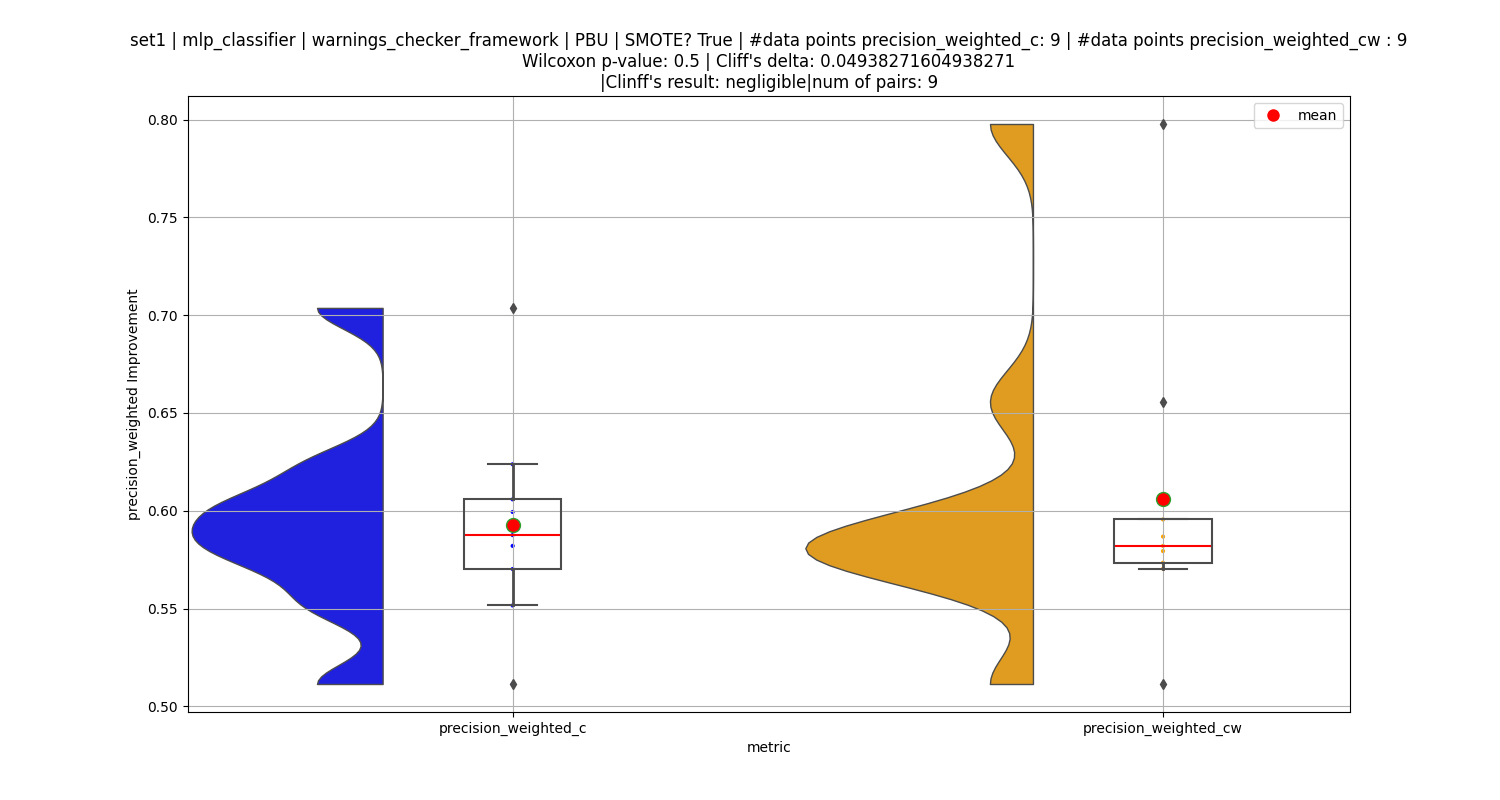 set1 | mlp_classifier | warnings_checker_framework | PBU | SMOTE? True | #data points precision_weighted_c: 9 | #data points precision_weighted_cw : 9
Wilcoxon p-value: 0.5 | Cliff's delta: 0.04938271604938271
|Clinff's result: negligible|num of pairs: 9
mean
0.80
0.75
0.70
0.65
0.60
0.55
0.50
precision_weighted Improvement
precision_weighted_c
precision_weighted_cw
metric